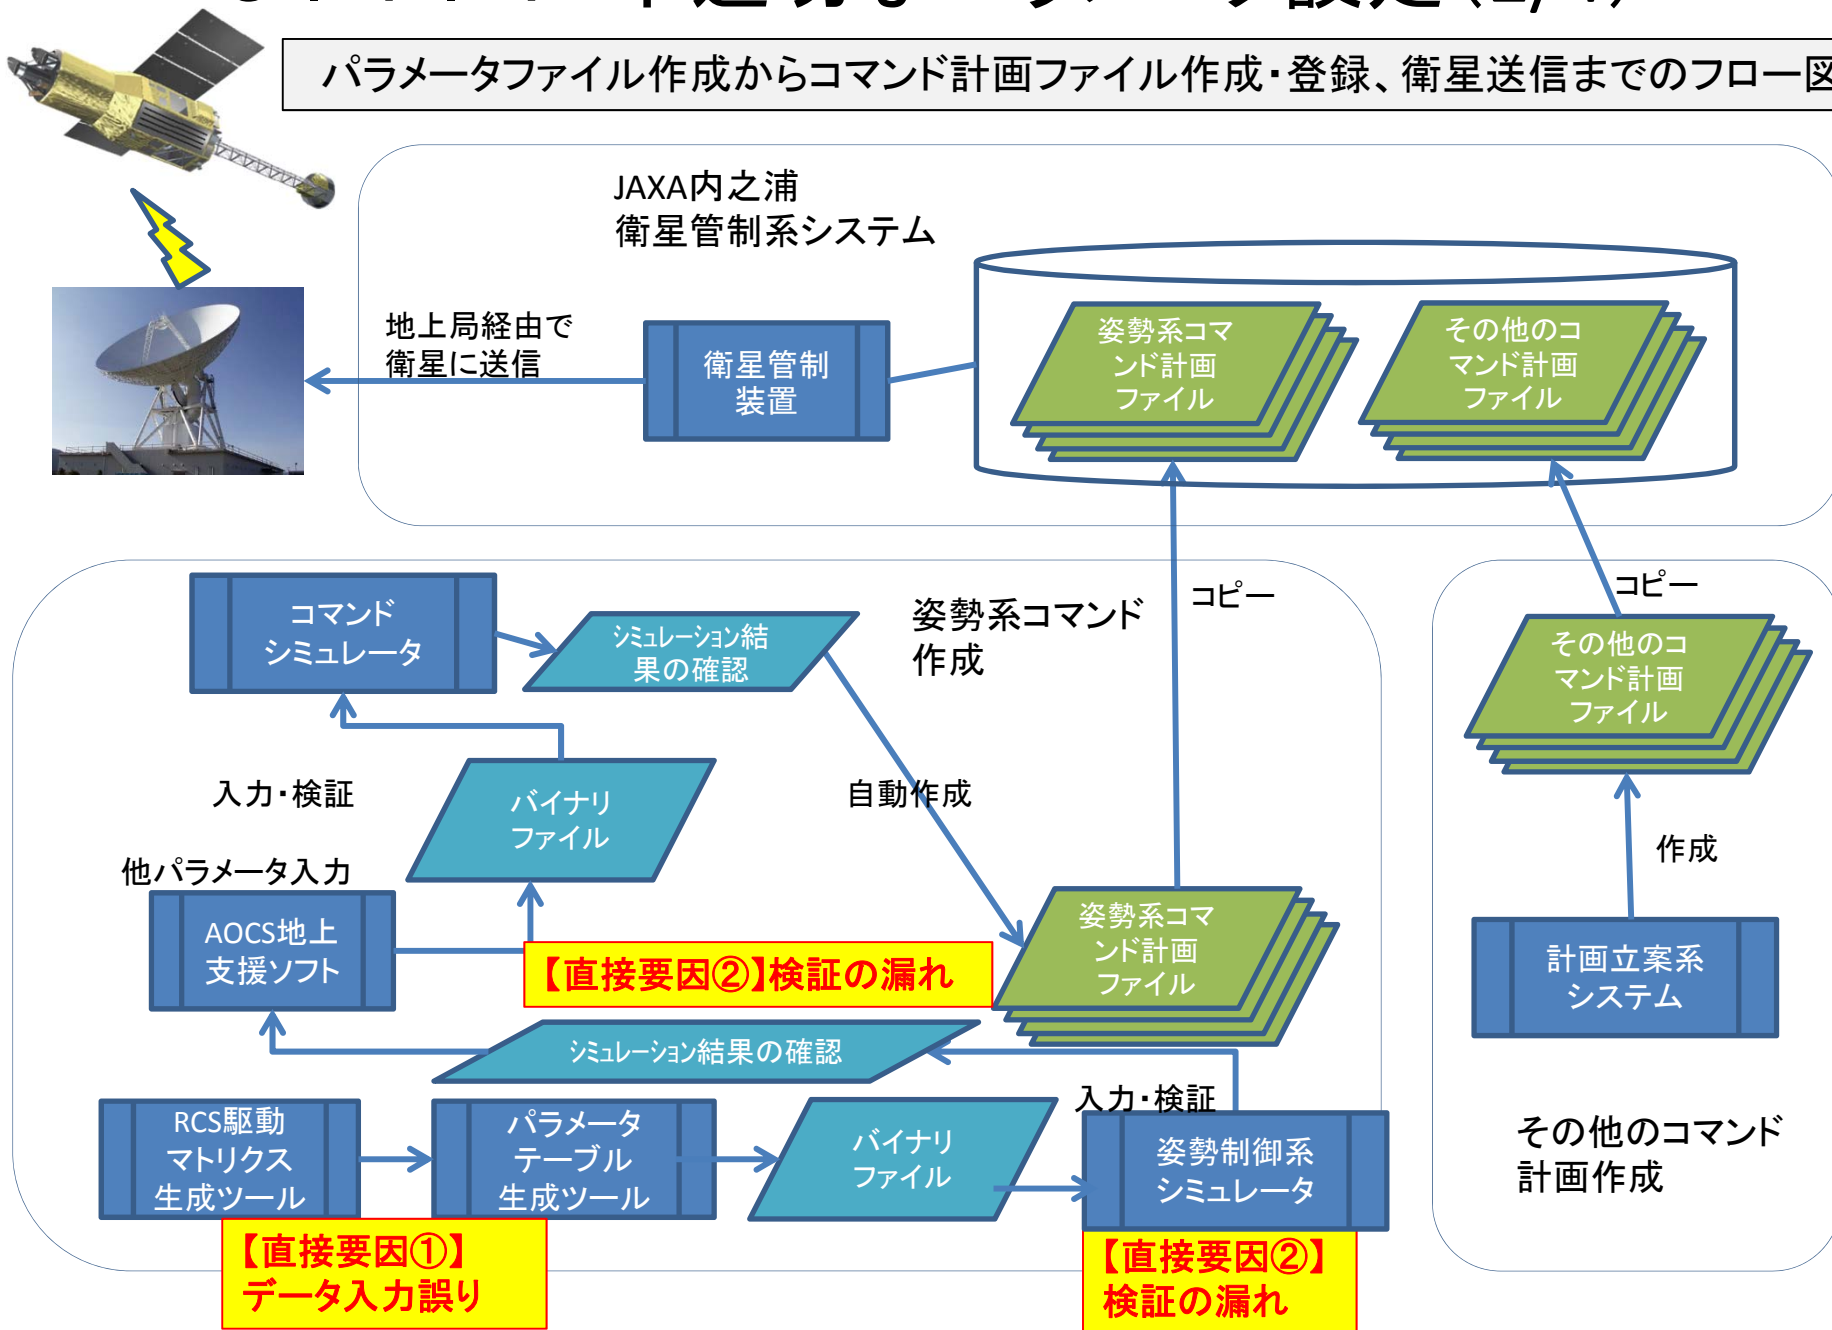 パラメータファイル作成からコマンド計画ファイル作成・登録、衛星送信までのフロー図
JAXA内之浦
衛星管制系システム
地上局経由で
衛星に送信
衛星管制
装置
姿勢系コマ
ンド計画
ファイル
その他のコ
マンド計画
ファイル
コマンド
シミュレータ
シミュレーション結
果の確認
姿勢系コマンド
作成
コピー
コピー
その他のコ
マンド計画
ファイル
入力・検証
バイナリ
ファイル
自動作成
作成
他パラメータ入力
AOCS地上
支援ソフト
【直接要因②】検証の漏れ
姿勢系コマ
ンド計画
ファイル
計画立案系
システム
シミュレーション結果の確認
入力・検証
RCS駆動
マトリクス
生成ツール
パラメータ
テーブル
生成ツール
バイナリ
ファイル
姿勢制御系
シミュレータ
その他のコマンド
計画作成
【直接要因①】
データ入力誤り
【直接要因②】
検証の漏れ